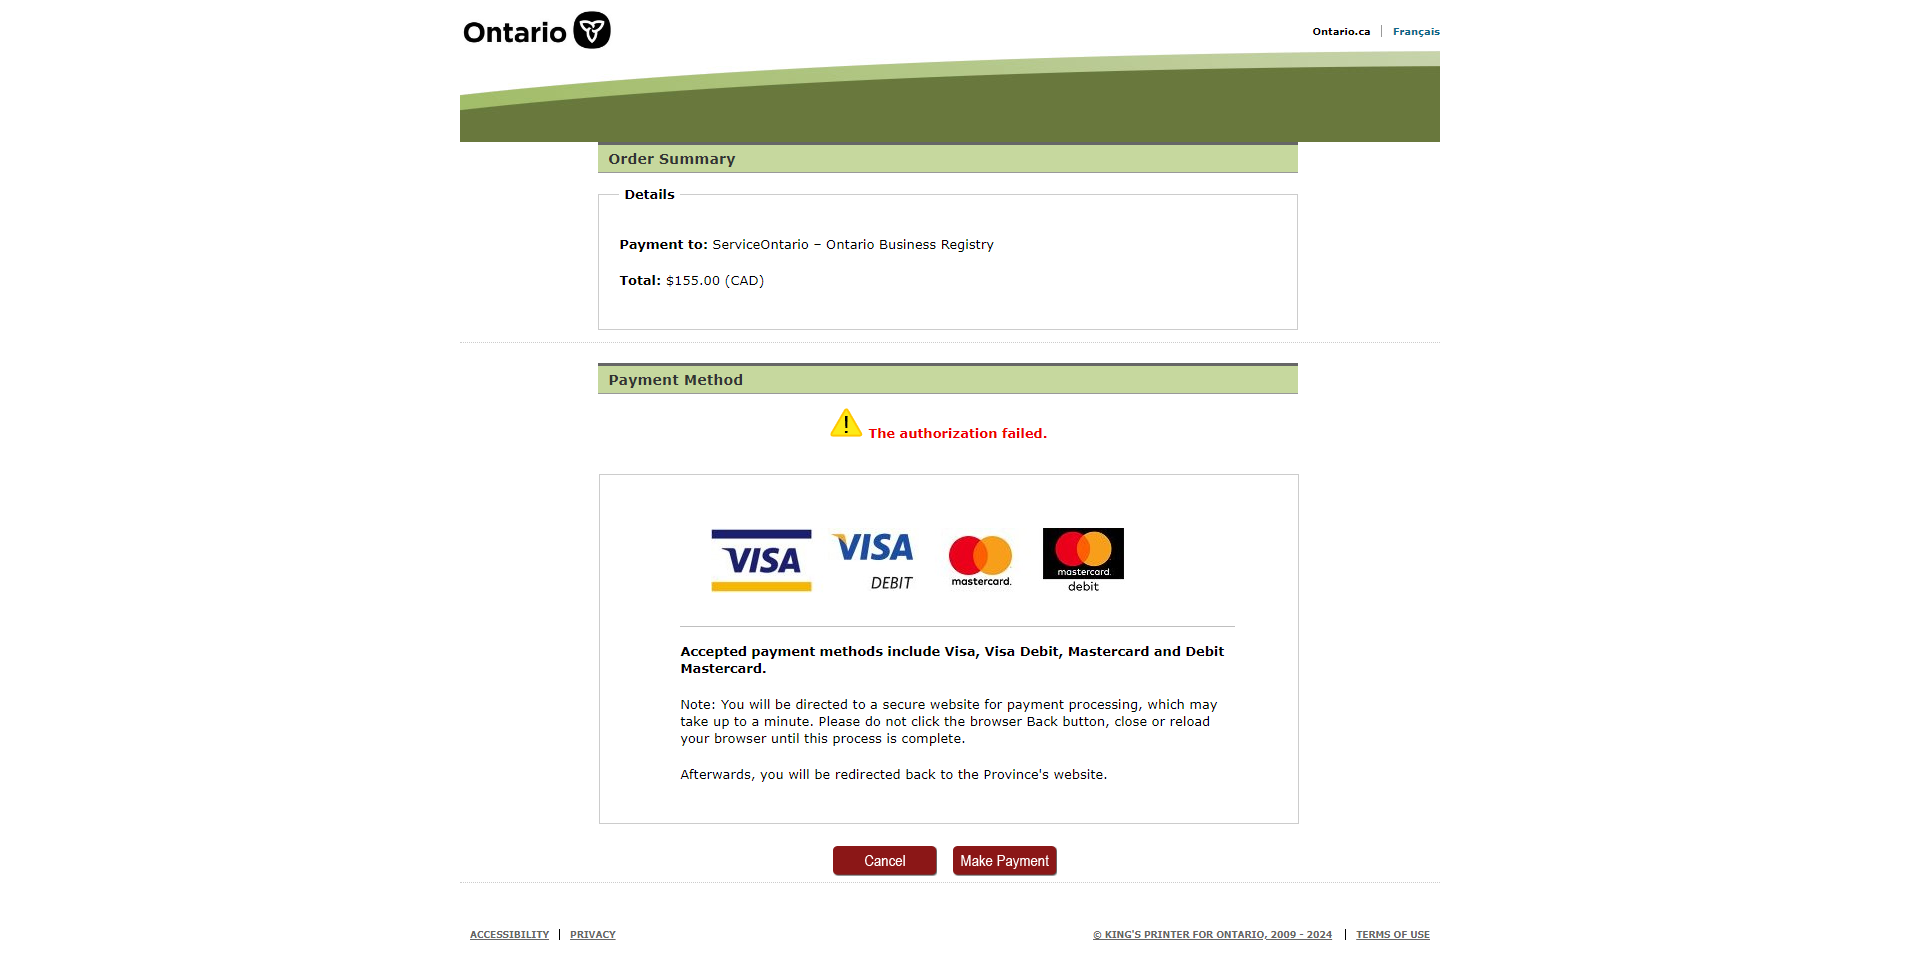 Ontario
Ontario.ca | Français
Order Summary
Details
Payment to: ServiceOntario – Ontario Business Registry
Total: $155.00 (CAD)
Payment Method
! The authorization failed.
VISA
VISA
DEBIT
mastercard.
mastercard.
debit
Accepted payment methods include Visa, Visa Debit, Mastercard and Debit
Mastercard.
Note: You will be directed to a secure website for payment processing, which may
take up to a minute. Please do not click the browser Back button, close or reload
your browser until this process is complete.
Afterwards, you will be redirected back to the Province's website.
Cancel
Make Payment
ACCESSIBILITY | PRIVACY
© KING'S PRINTER FOR ONTARIO, 2009 - 2024 | TERMS OF USE